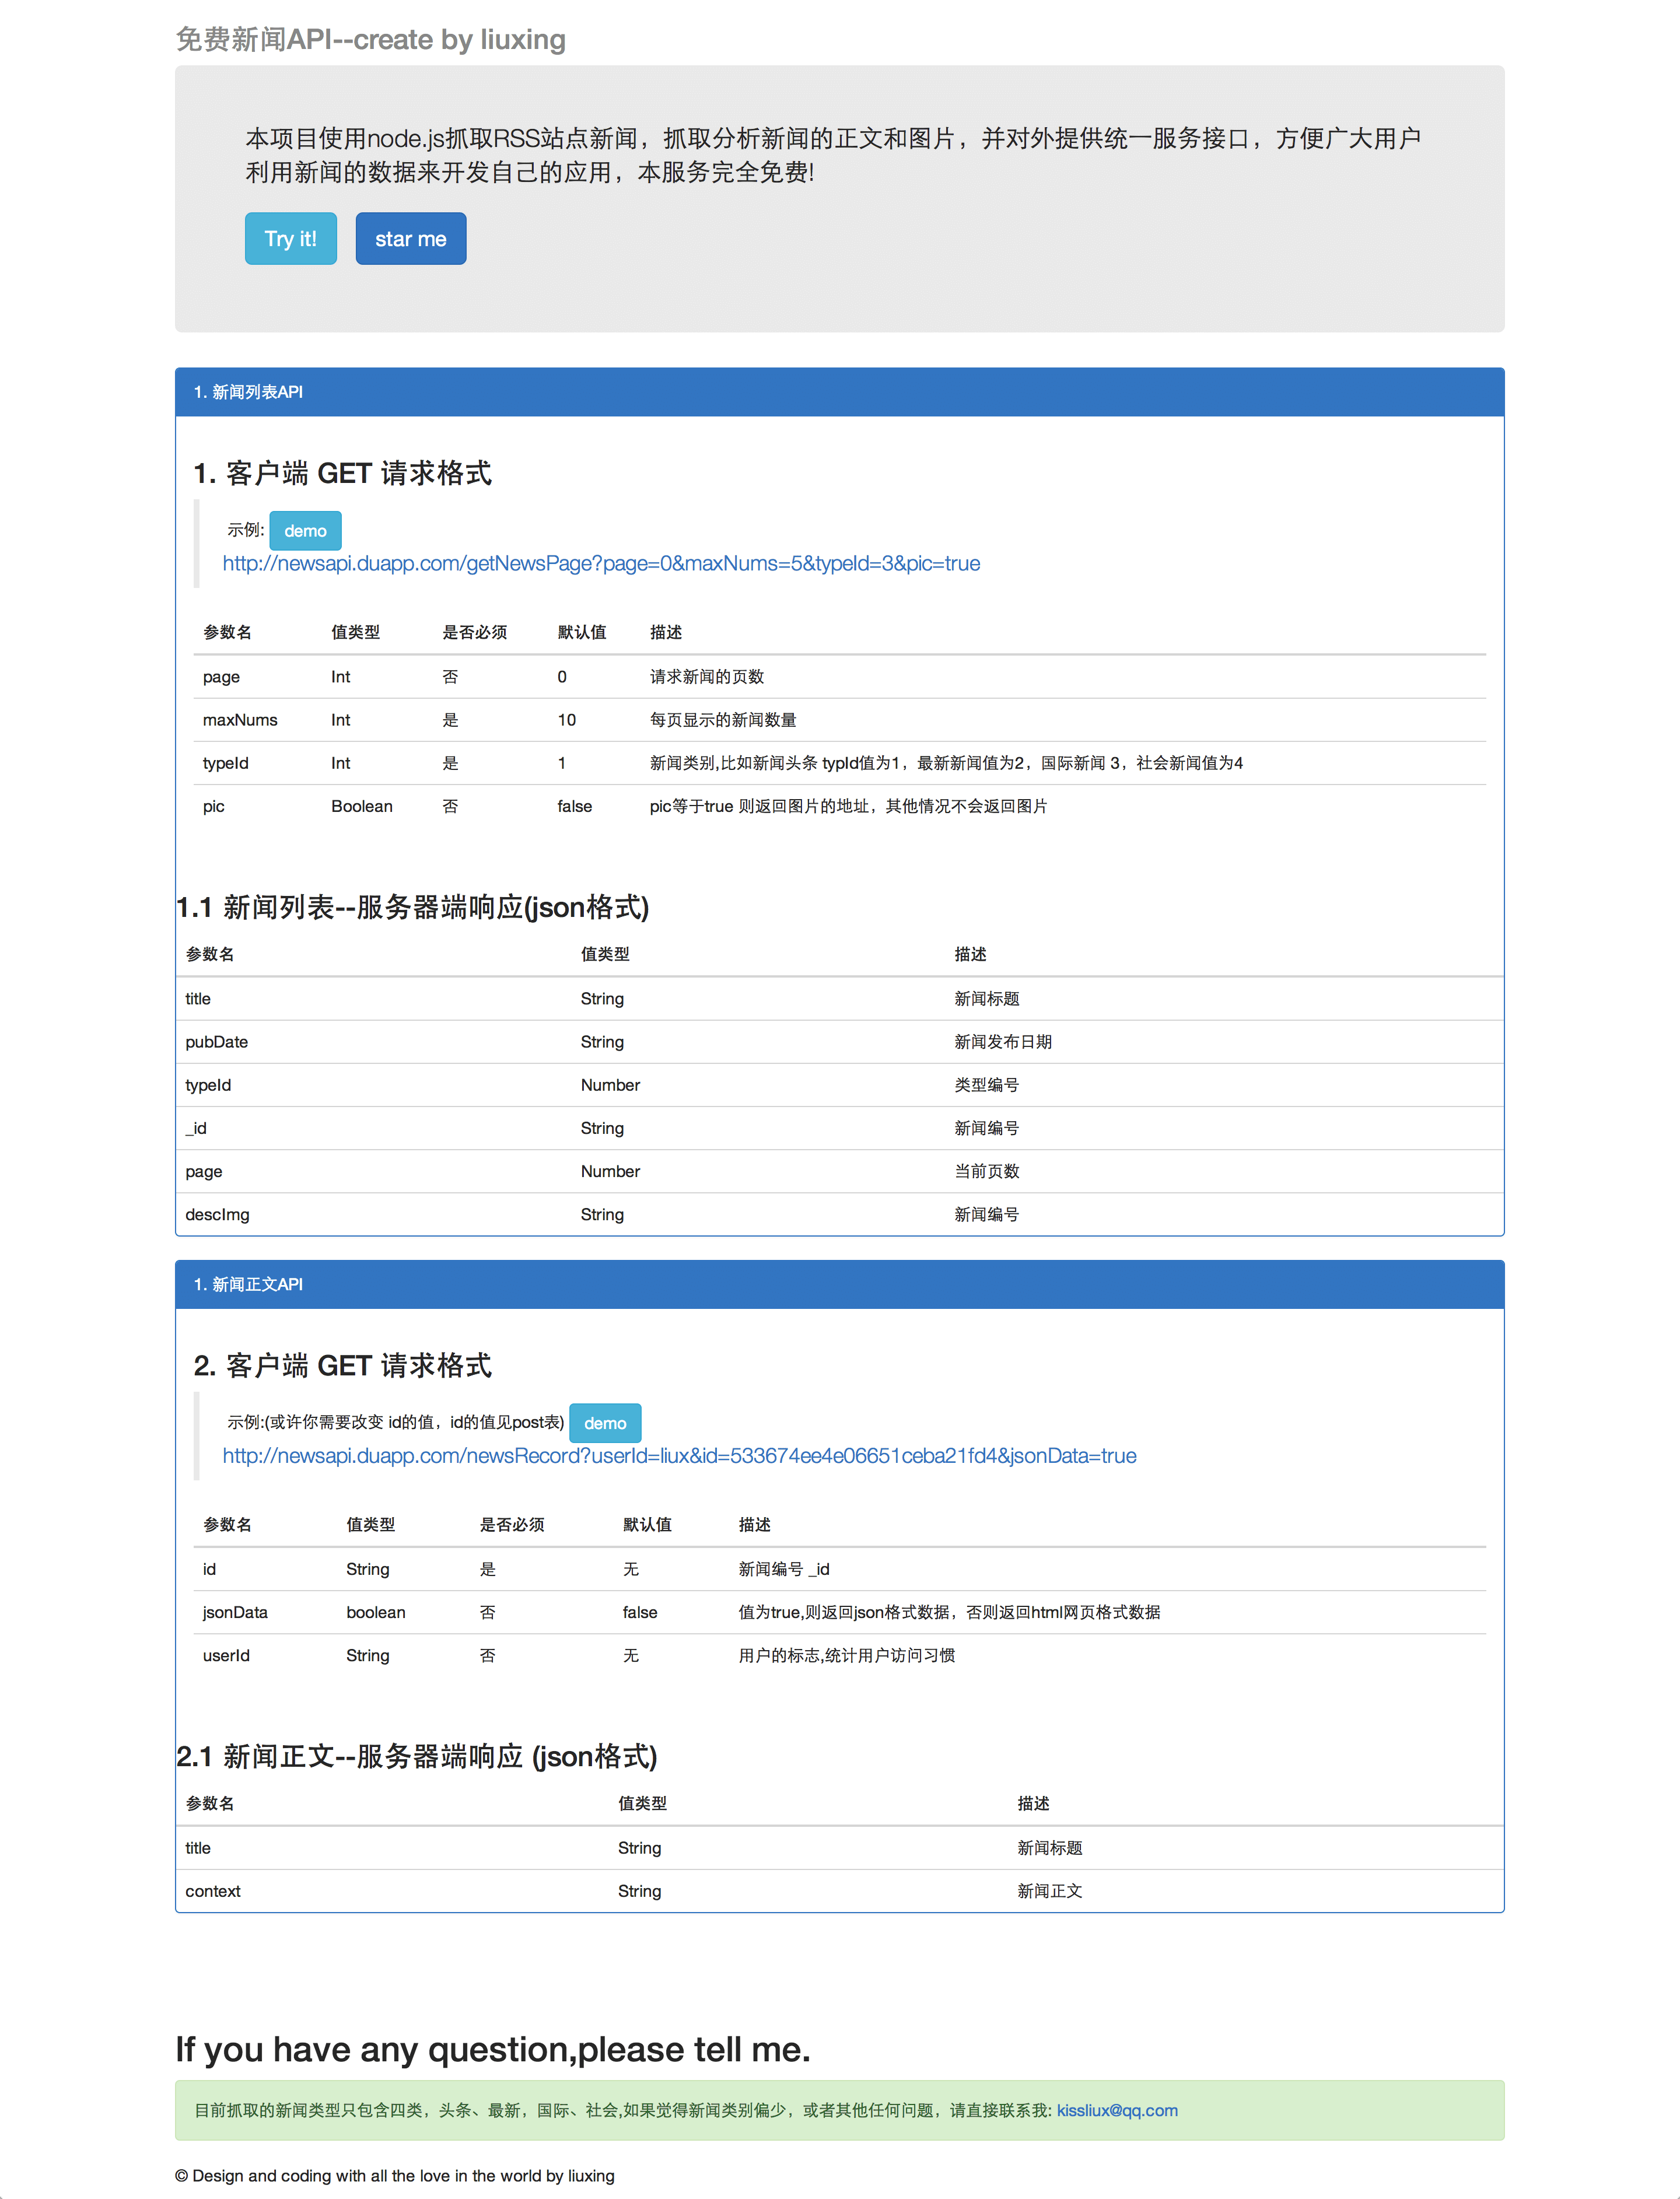 免费新闻API--create by liuxing
本项目使用node.js抓取RSS站点新闻，抓取分析新闻的正文和图片，并对外提供统一服务接口，方便广大用户
利用新闻的数据来开发自己的应用，本服务完全免费!
Try it! star me
1. 新闻列表API
1. 客户端 GET 请求格式
示例: demo
http://newsapi.duapp.com/getNewsPage?page=0&maxNums=5&typeId=3&pic=true
参数名 值类型 是否必须 默认值 描述
page Int 否 0 请求新闻的页数
maxNums Int 是 10 每页显示的新闻数量
typeId Int 是 1 新闻类别,比如新闻头条 typId值为1，最新新闻值为2，国际新闻 3，社会新闻值为4
pic Boolean 否 false pic等于true 则返回图片的地址，其他情况不会返回图片
1.1 新闻列表--服务器端响应(json格式)
参数名 值类型 描述
title String 新闻标题
pubDate String 新闻发布日期
typeId Number 类型编号
_id String 新闻编号
page Number 当前页数
descImg String 新闻编号
1. 新闻正文API
2. 客户端 GET 请求格式
示例:(或许你需要改变 id的值，id的值见post表) demo
http://newsapi.duapp.com/newsRecord?userId=liux&id=533674ee4e06651ceba21fd4&jsonData=true
参数名 值类型 是否必须 默认值 描述
id String 是 无 新闻编号 _id
jsonData boolean 否 false 值为true,则返回json格式数据，否则返回html网页格式数据
userId String 否 无 用户的标志,统计用户访问习惯
2.1 新闻正文--服务器端响应 (json格式)
参数名 值类型 描述
title String 新闻标题
context String 新闻正文
If you have any question,please tell me.
目前抓取的新闻类型只包含四类，头条、最新，国际、社会,如果觉得新闻类别偏少，或者其他任何问题，请直接联系我: kissliux@qq.com
© Design and coding with all the love in the world by liuxing